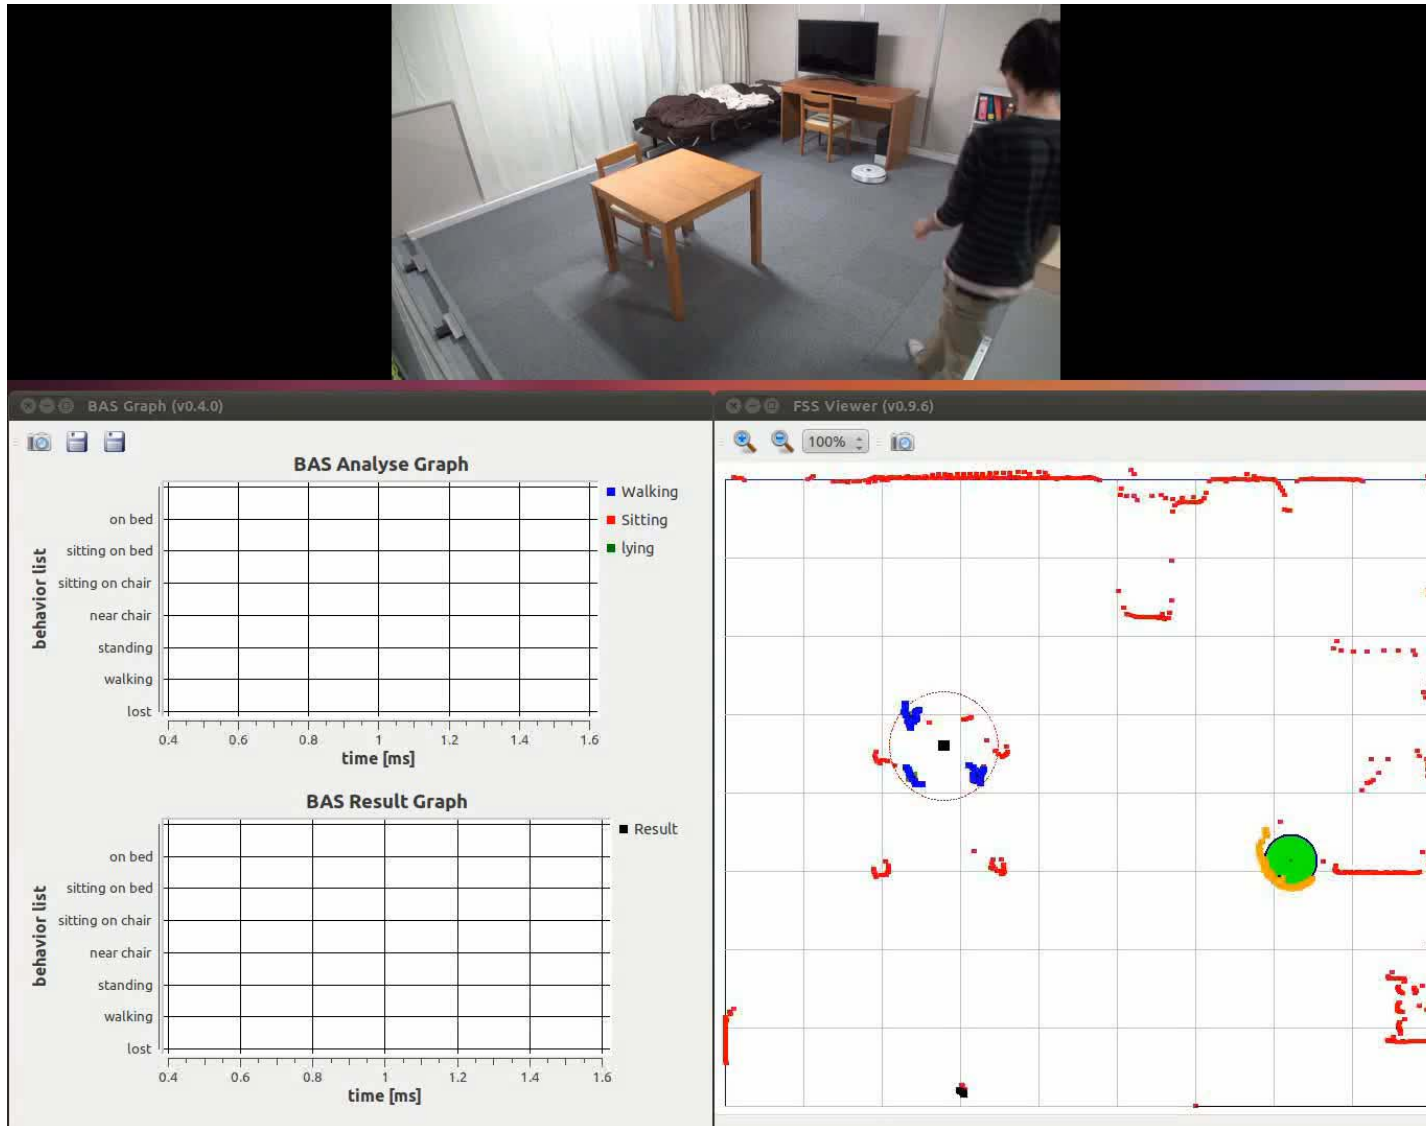 BAS Graph (v0.4.0)
BAS Analyse Graph
behavior list
on bed
sitting on bed
sitting on chair
near chair
standing
walking
lost
0.4 0.6 0.8 1 1.2 1.4 1.6
time [ms]
Walking
Sitting
lying
BAS Result Graph
behavior list
on bed
sitting on bed
sitting on chair
near chair
standing
walking
lost
0.4 0.6 0.8 1 1.2 1.4 1.6
time [ms]
Result
FSS Viewer (v0.9.6)
100%